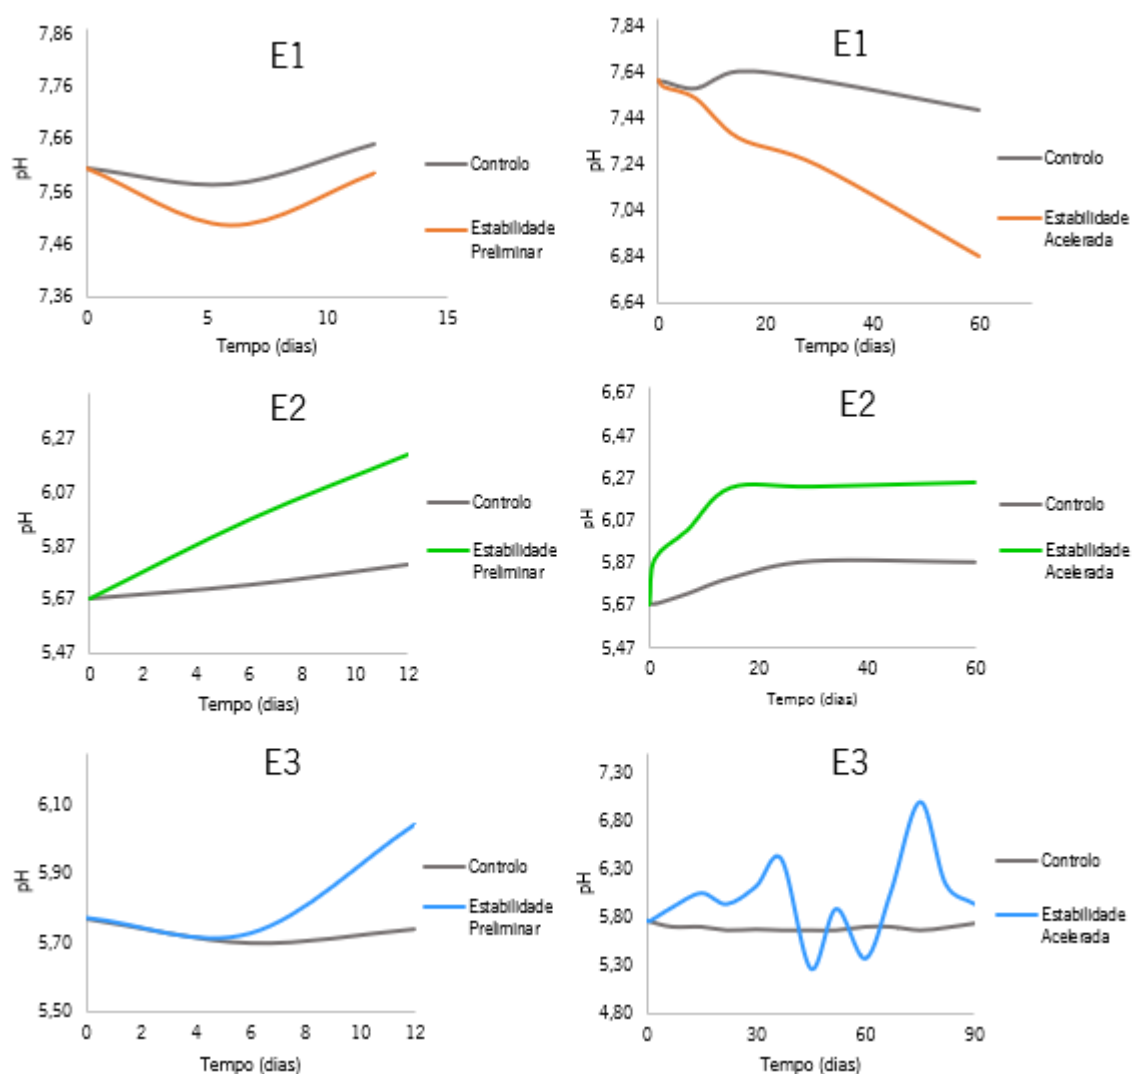 E1
7,86
7,76
7,66
7,56
7,46
7,36
pH
0
5
10
15
Tempo (dias)
Controlo
Estabilidade
Preliminar
E1
7,84
7,64
7,44
7,24
7,04
6,84
6,64
pH
0
20
40
60
Tempo (dias)
Controlo
Estabilidade
Acelerada
E2
6,27
6,07
5,87
5,67
5,47
pH
0
2
4
6
8
10
12
Tempo (dias)
Controlo
Estabilidade
Preliminar
E2
6,67
6,47
6,27
6,07
5,87
5,67
5,47
pH
0
20
40
60
Tempo (dias)
Controlo
Estabilidade
Acelerada
E3
6,10
5,90
5,70
5,50
pH
0
2
4
6
8
10
12
Tempo (dias)
Controlo
Estabilidade
Preliminar
E3
7,30
6,80
6,30
5,80
5,30
4,80
pH
0
30
60
90
Tempo (dias)
Controlo
Estabilidade
Acelerada